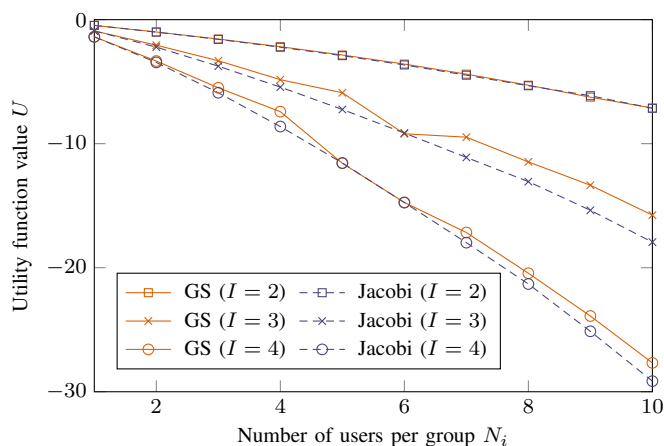 0
−10
−20
−30
Utility function value U
GS (I = 2) Jacobi (I = 2)
GS (I = 3) Jacobi (I = 3)
GS (I = 4) Jacobi (I = 4)
2 4 6 8 10
Number of users per group N_i